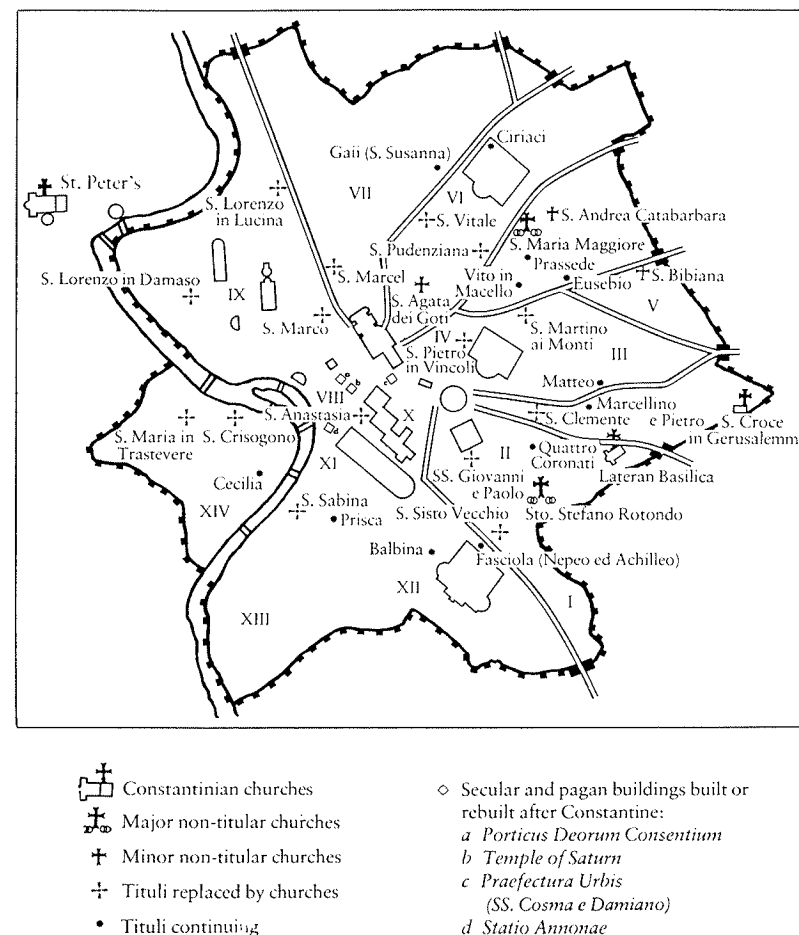 Ciriaci
Gaii (S. Susanna)
VII
VI
St. Peter's
S. Lorenzo
in Lucina
S. Vitale
S. Andrea Catabarbara
S. Pudenziana
S. Maria Maggiore
Prassede
S. Lorenzo in Damaso
IX
S. Marcel
S. Agata
dei Goti
Vito in
Macello
Eusebio
S. Bibiana
V
S. Marco
IV
S. Pietro
in Vincoli
S. Martino
ai Monti
III
VIII
Matteo
S. Anastasia
X
S. Clemente
Marcellino
e Pietro
S. Croce
in Gerusalemm
S. Maria in
Trastevere
S. Crisogono
XI
II
Quattro
Coronati
Lateran Basilica
Cecilia
SS. Giovanni
e Paolo
XIV
S. Sabina
Prisca
S. Sisto Vecchio
Sto. Stefano Rotondo
Balbina
Fasciola (Nepeo ed Achilleo)
XII
I
XIII
Constantinian churches
Major non-titular churches
Minor non-titular churches
Tituli replaced by churches
Tituli continuing
Secular and pagan buildings built or
rebuilt after Constantine:
a Porticus Deorum Consentium
b Temple of Saturn
c Praefectura Urbis
(SS. Cosma e Damiano)
d Statio Annonae